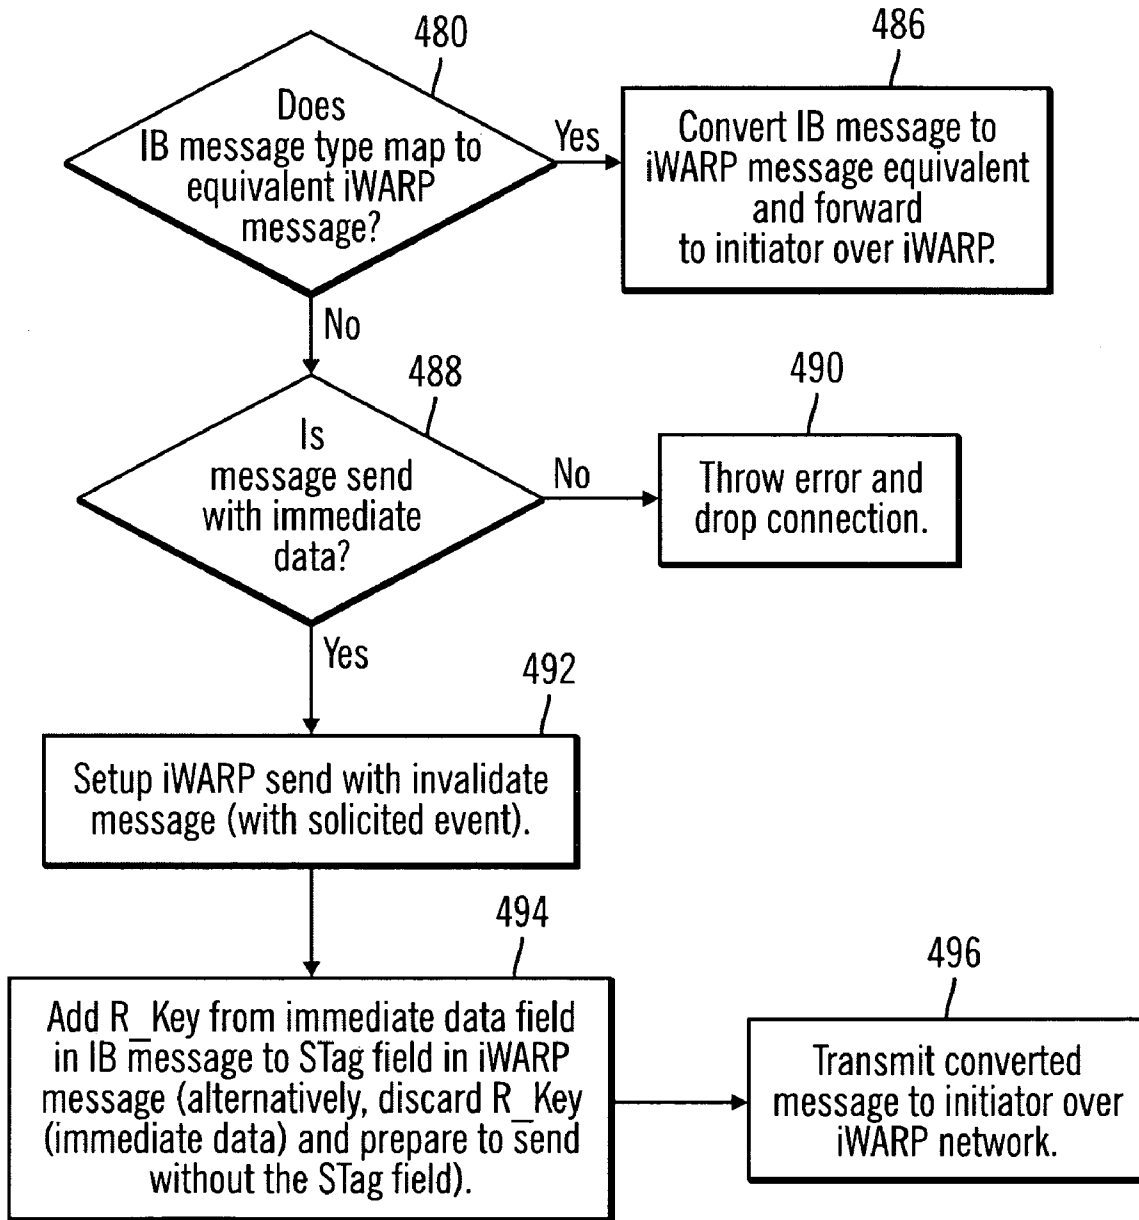 480
Does
IB message type map to
equivalent iWARP
message?
Yes
486
Convert IB message to
iWARP message equivalent
and forward
to initiator over iWARP.
No
488
Is
message send
with immediate
data?
No
490
Throw error and
drop connection.
Yes
492
Setup iWARP send with invalidate
message (with solicited event).
494
Add R_Key from immediate data field
in IB message to STag field in iWARP
message (alternatively, discard R_Key
(immediate data) and prepare to send
without the STag field).
496
Transmit converted
message to initiator over
iWARP network.